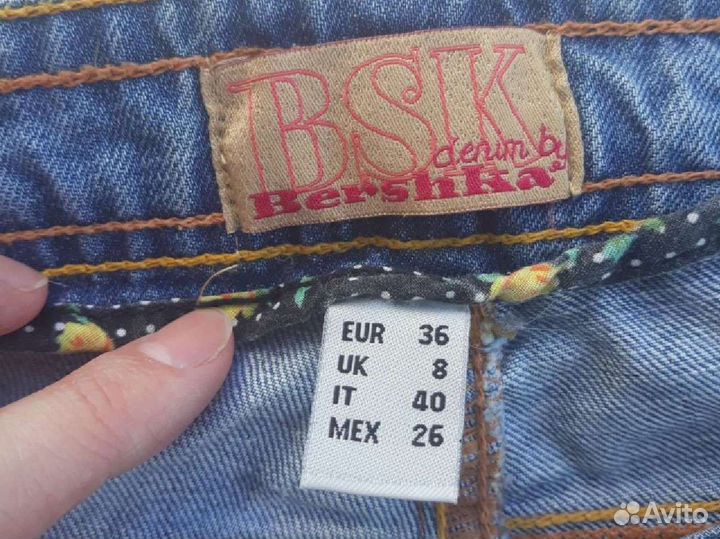 BSK
denim by
Bershka
EUR 36
UK 8
IT 40
MEX 26
Avito